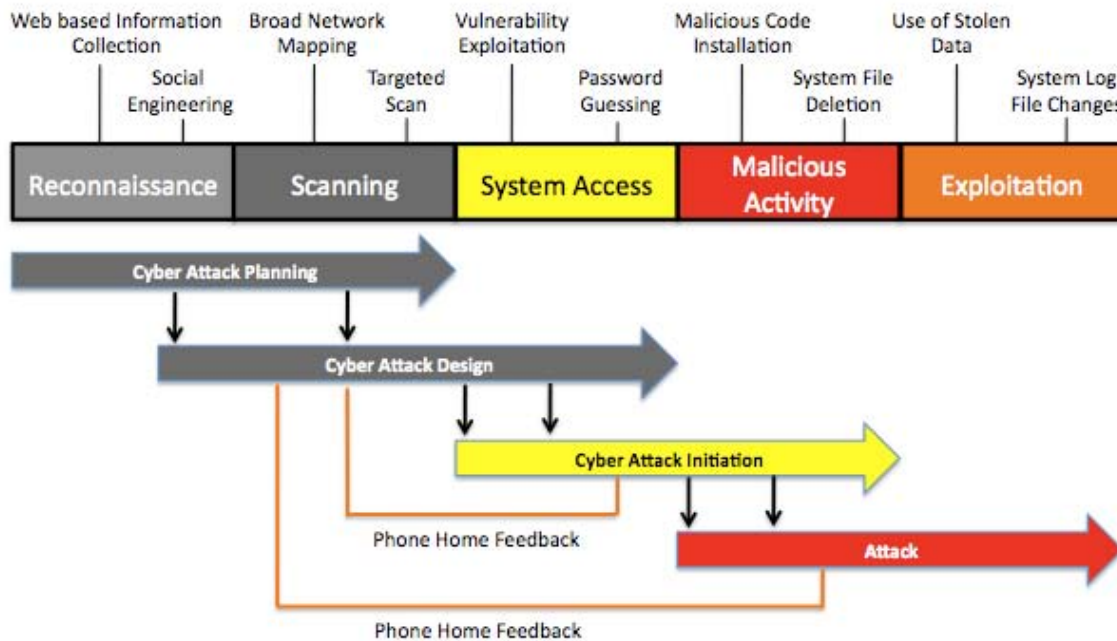 Web based Information
Collection
Social
Engineering
Broad Network
Mapping
Targeted
Scan
Vulnerability
Exploitation
Password
Guessing
Malicious Code
Installation
System File
Deletion
Use of Stolen
Data
System Log
File Changes
Reconnaissance
Scanning
System Access
Malicious
Activity
Exploitation
Cyber Attack Planning
Cyber Attack Design
Cyber Attack Initiation
Phone Home Feedback
Attack
Phone Home Feedback